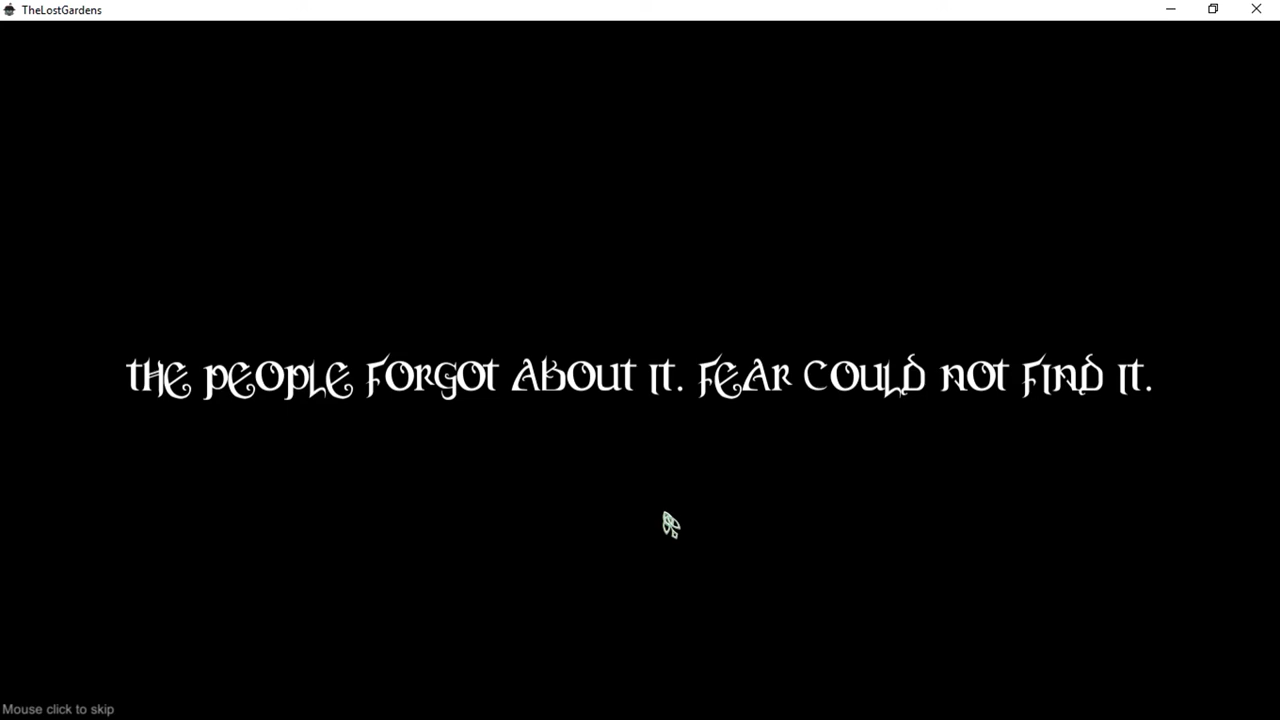 TheLostGardens
THE PEOPLE FORGOT ABOUT IT. FEAR COULD NOT FIND IT.
Mouse click to skip